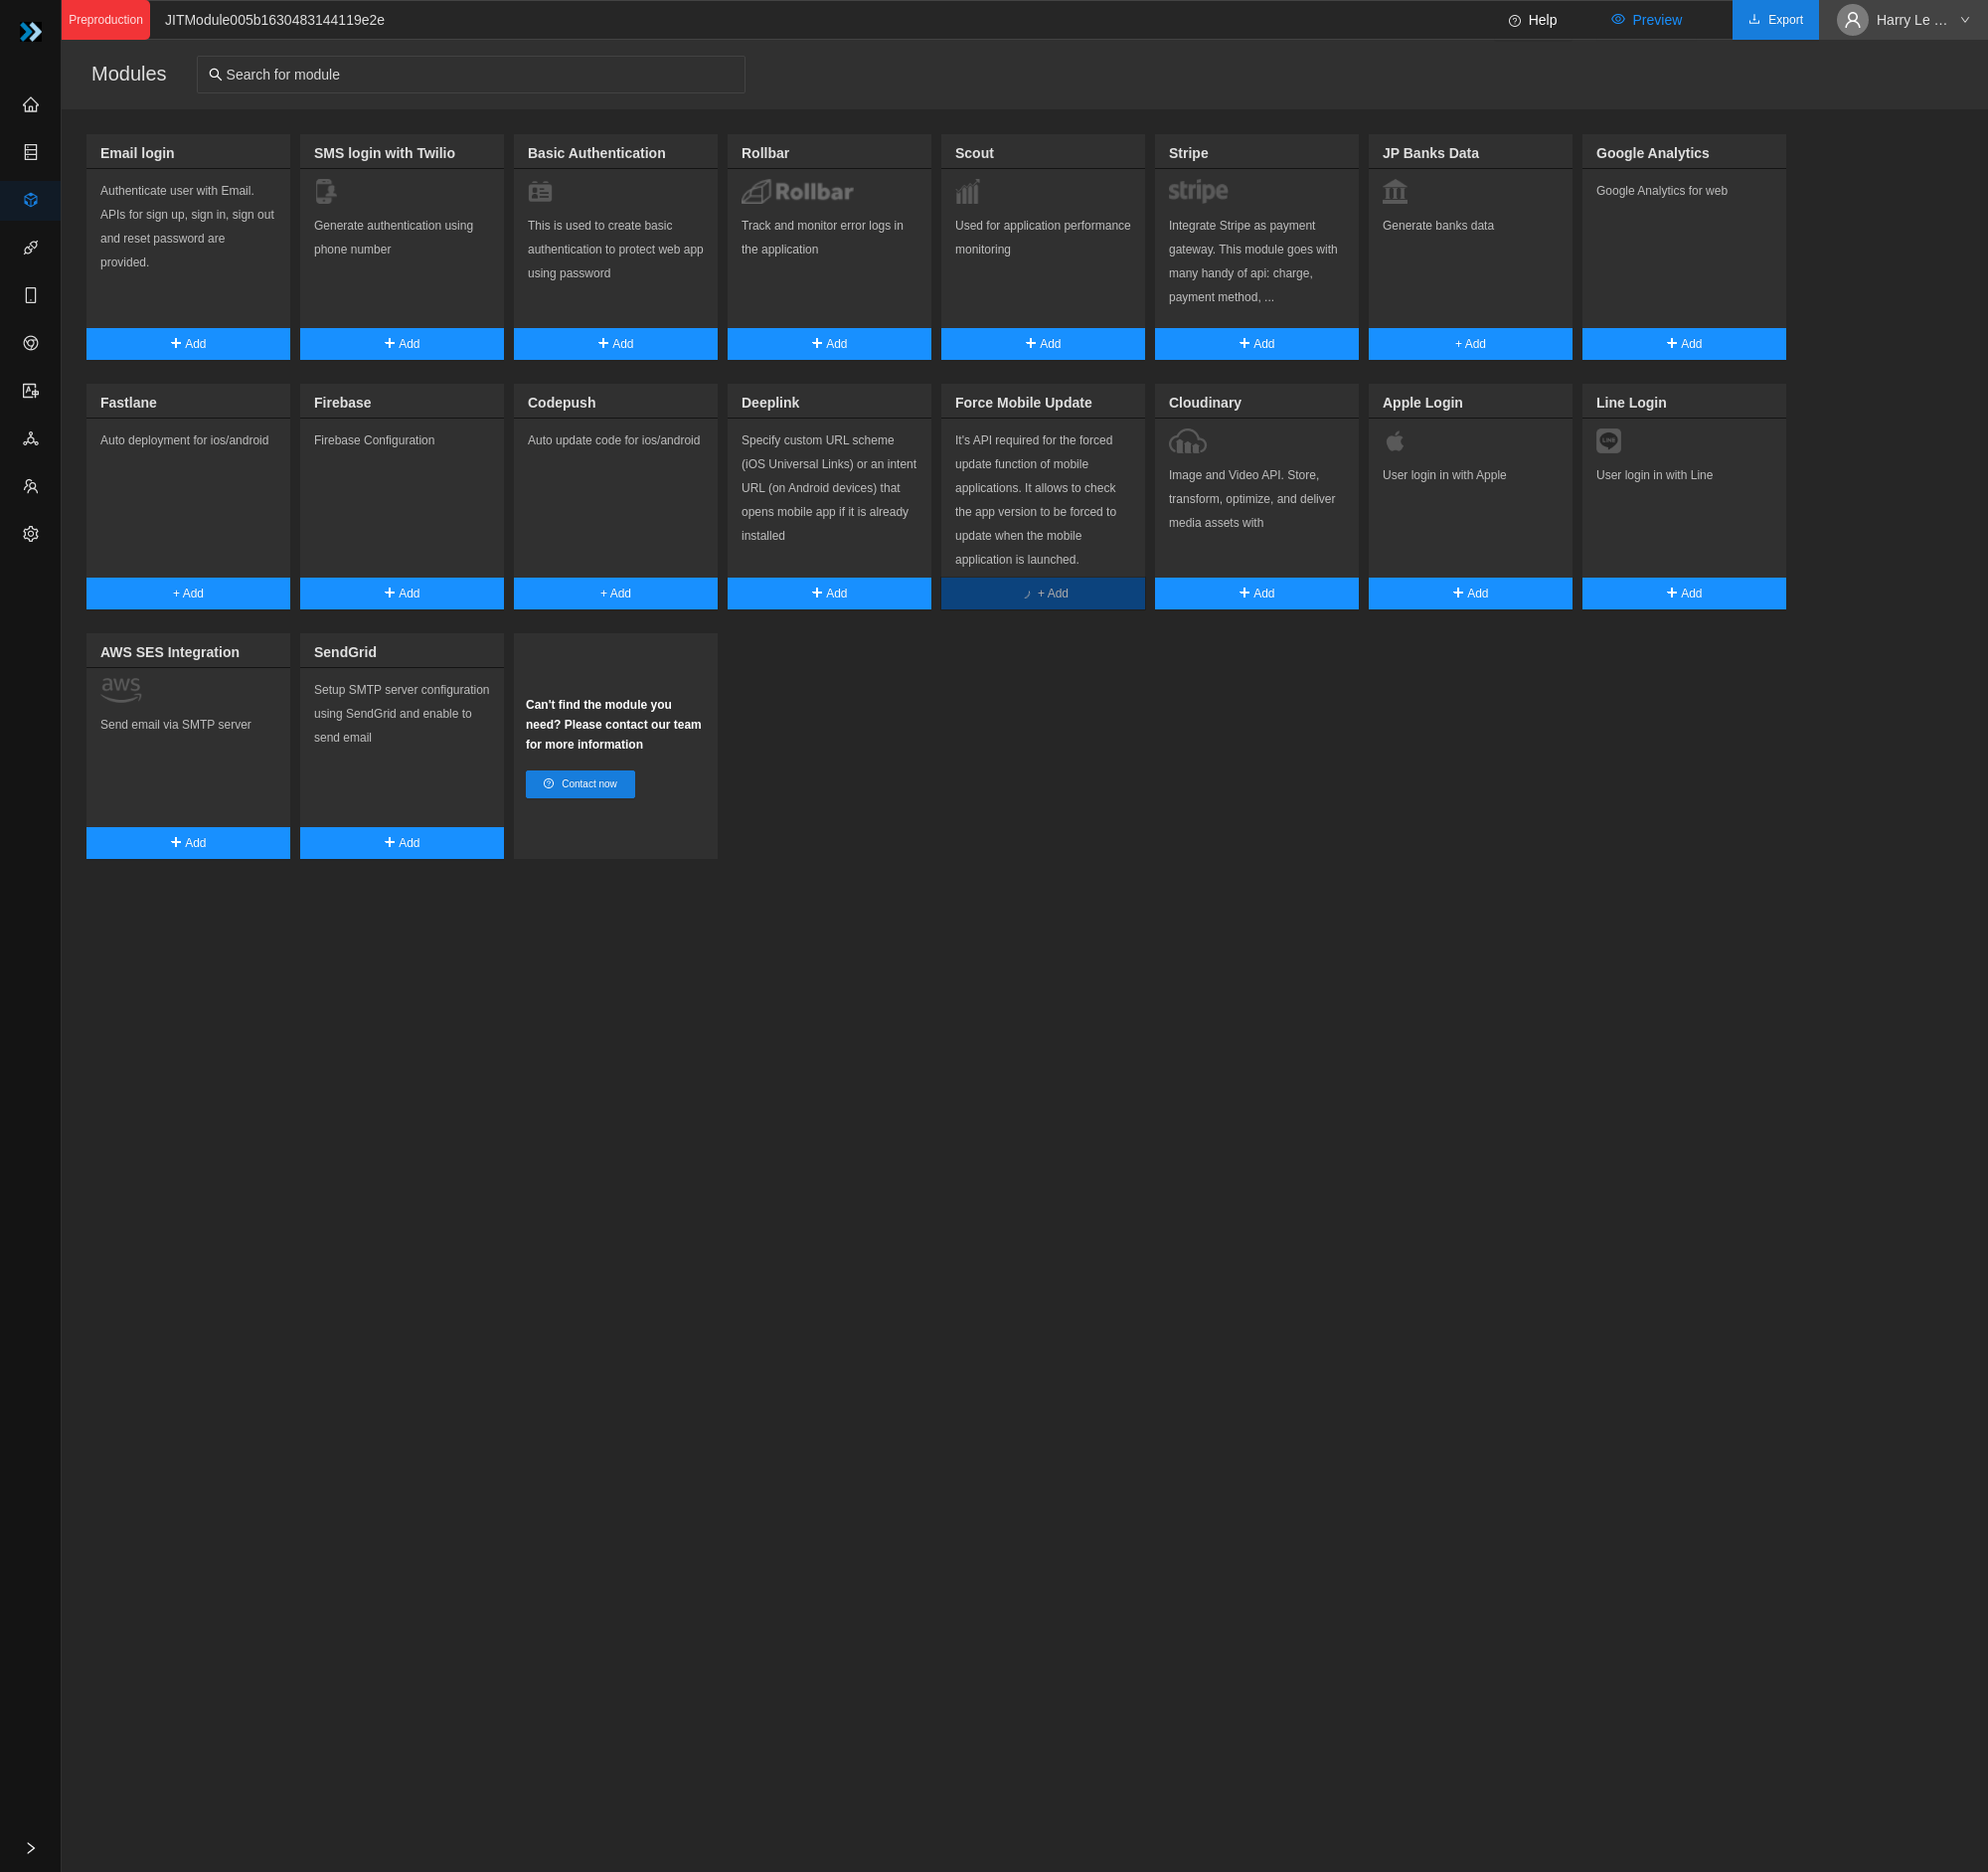 Preproduction
JITModule005b1630483144119e2e
Help
Preview
Export
Harry Le ...
Modules
Search for module
Email login
Authenticate user with Email.
APIs for sign up, sign in, sign out
and reset password are
provided.
+ Add
SMS login with Twilio
Generate authentication using
phone number
+ Add
Basic Authentication
This is used to create basic
authentication to protect web app
using password
+ Add
Rollbar
Rollbar
Track and monitor error logs in
the application
+ Add
Scout
Used for application performance
monitoring
+ Add
Stripe
stripe
Integrate Stripe as payment
gateway. This module goes with
many handy of api: charge,
payment method, ...
+ Add
JP Banks Data
Generate banks data
+ Add
Google Analytics
Google Analytics for web
+ Add
Fastlane
Auto deployment for ios/android
+ Add
Firebase
Firebase Configuration
+ Add
Codepush
Auto update code for ios/android
+ Add
Deeplink
Specify custom URL scheme
(iOS Universal Links) or an intent
URL (on Android devices) that
opens mobile app if it is already
installed
+ Add
Force Mobile Update
It's API required for the forced
update function of mobile
applications. It allows to check
the app version to be forced to
update when the mobile
application is launched.
+ Add
Cloudinary
Image and Video API. Store,
transform, optimize, and deliver
media assets with
+ Add
Apple Login
User login in with Apple
+ Add
Line Login
LINE
User login in with Line
+ Add
AWS SES Integration
aws
Send email via SMTP server
+ Add
SendGrid
Setup SMTP server configuration
using SendGrid and enable to
send email
+ Add
Can't find the module you
need? Please contact our team
for more information
Contact now